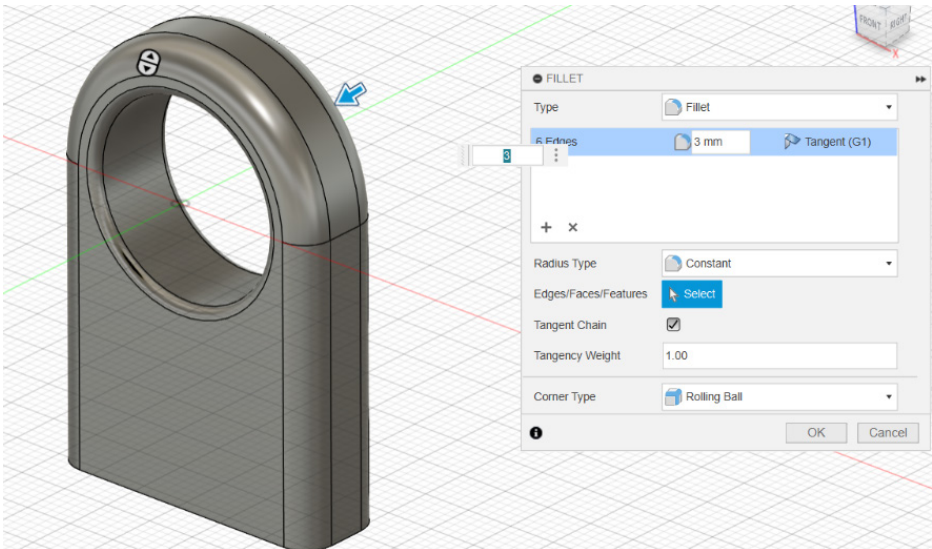 FRONT RIGHT
X
FILLET
Type Fillet
6 Edges 3 mm Tangent (G1)
3
Radius Type Constant
Edges/Faces/Features Select
Tangent Chain
Tangency Weight 1.00
Corner Type Rolling Ball
OK Cancel